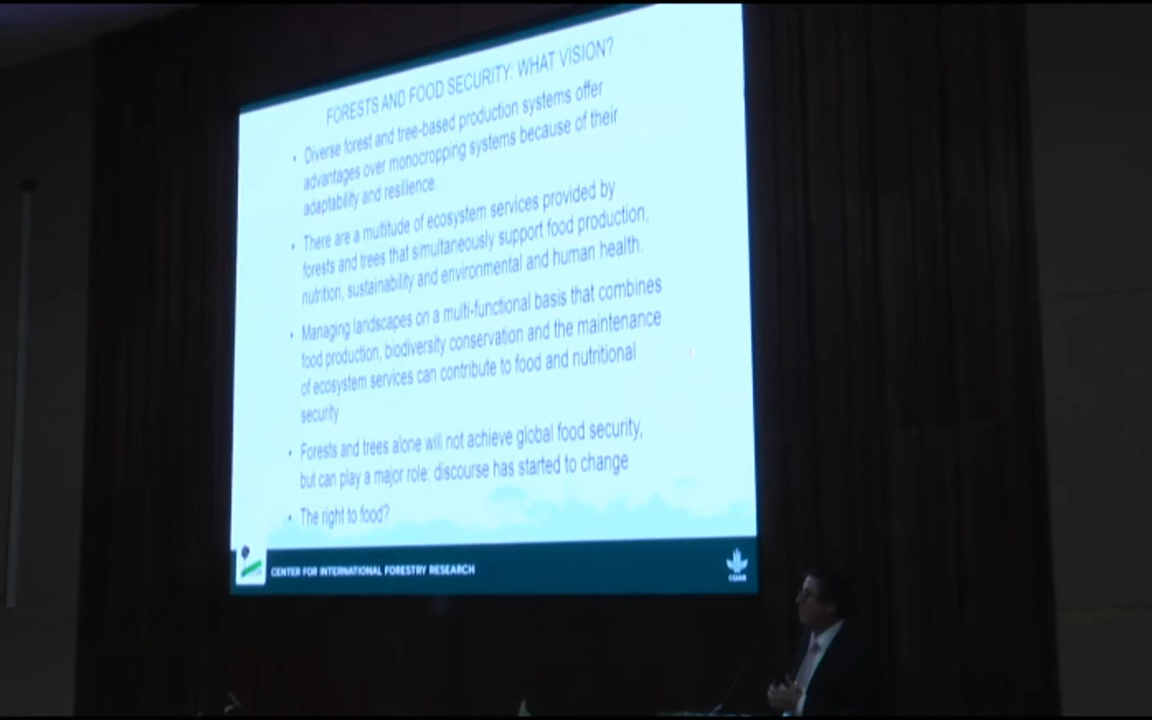 FORESTS AND FOOD SECURITY: WHAT VISION?
• Diverse forest and tree-based production systems offer
advantages over monocropping systems because of their
adaptability and resilience.
• There are a multitude of ecosystem services provided by
forests and trees that simultaneously support food production,
nutrition, sustainability and environmental and human health.
• Managing landscapes on a multi-functional basis that combines
food production, biodiversity conservation and the maintenance
of ecosystem services can contribute to food and nutritional
security
• Forests and trees alone will not achieve global food security,
but can play a major role: discourse has started to change
• The right to food?
CENTER FOR INTERNATIONAL FORESTRY RESEARCH
CGIAR